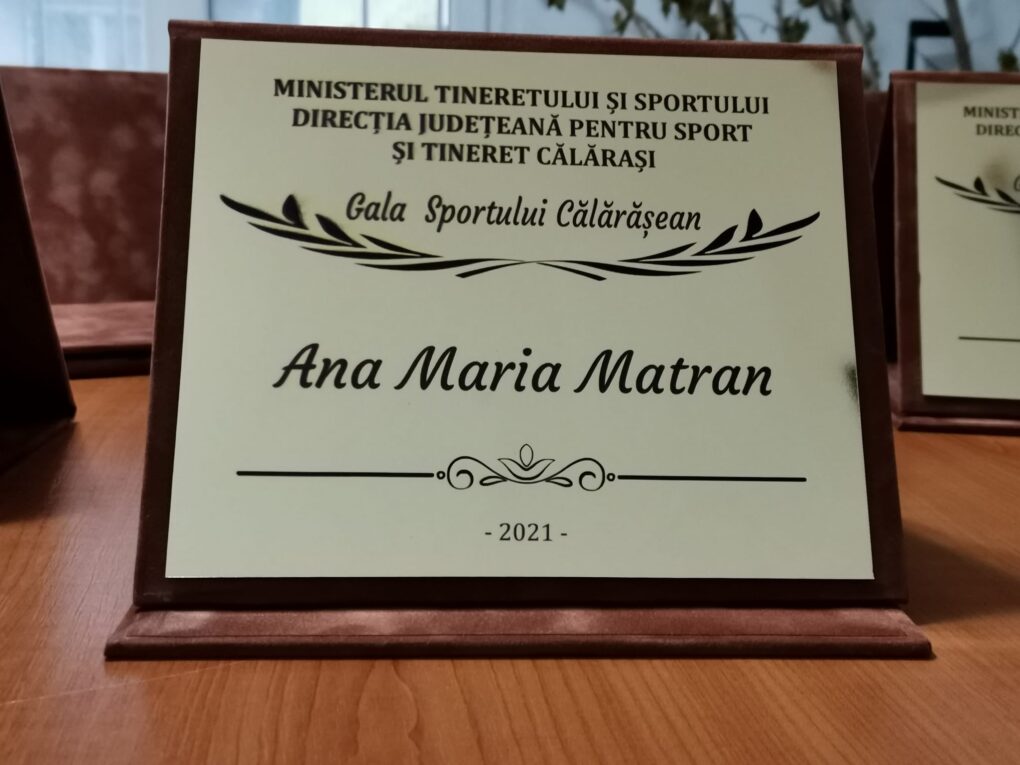 MINISTERUL TINERETULUI ȘI SPORTULUI
DIRECȚIA JUDEȚEANĂ PENTRU SPORT
ȘI TINERET CĂLĂRAȘI
Gala Sportului Călărășean
Ana Maria Matran
- 2021 -